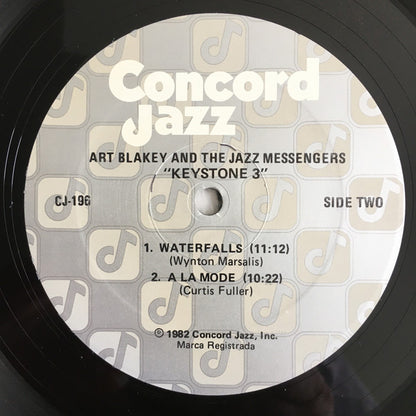 Concord
Jazz
ART BLAKEY AND THE JAZZ MESSENGERS
"KEYSTONE 3"
CJ-196
SIDE TWO
1. WATERFALLS (11:12)
(Wynton Marsalis)
2. A LA MODE (10:22)
(Curtis Fuller)
℗ 1982 Concord Jazz, Inc.
Marca Registrada